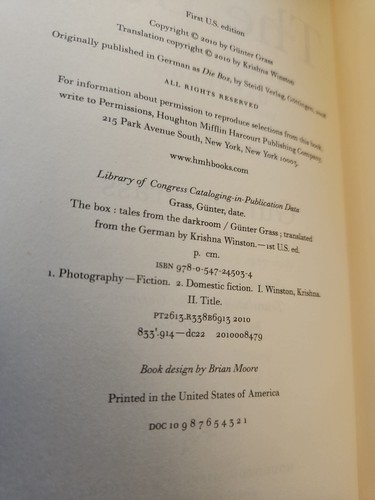 First U.S. edition
Copyright © 2010 by Günter Grass
Translation copyright © 2010 by Krishna Winston
Originally published in German as Die Box, by Steidl Verlag, Göttingen, 2008
ALL RIGHTS RESERVED
For information about permission to reproduce selections from this book,
write to Permissions, Houghton Mifflin Harcourt Publishing Company,
215 Park Avenue South, New York, New York 10003.
www.hmhbooks.com
Library of Congress Cataloging-in-Publication Data
Grass, Günter, date.
The box : tales from the darkroom / Günter Grass ; translated
from the German by Krishna Winston.—1st U.S. ed.
p. cm.
ISBN 978-0-547-24503-4
1. Photography—Fiction. 2. Domestic fiction. I. Winston, Krishna.
II. Title.
PT2613.R338B6913 2010
833'.914—dc22 2010008479
Book design by Brian Moore
Printed in the United States of America
DOC 10 9 8 7 6 5 4 3 2 1